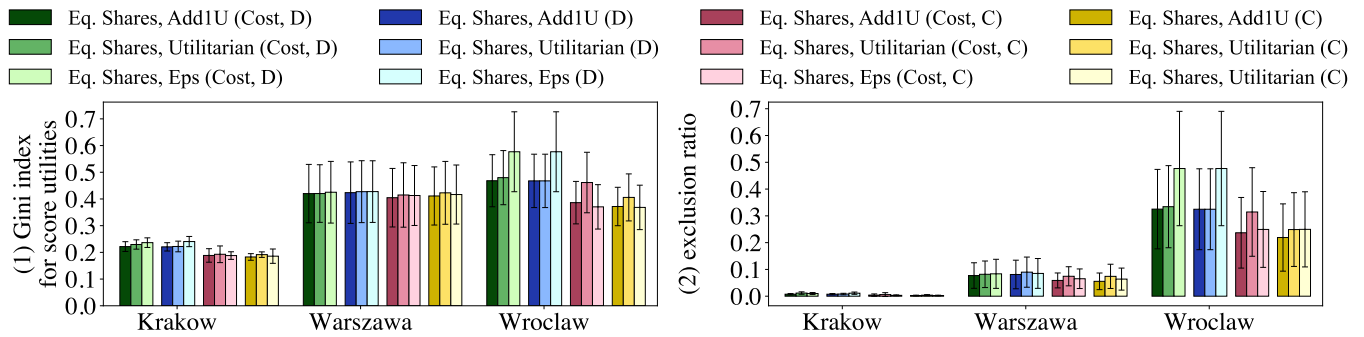 Eq. Shares, Add1U (Cost, D) Eq. Shares, Add1U (D) Eq. Shares, Add1U (Cost, C) Eq. Shares, Add1U (C)
Eq. Shares, Utilitarian (Cost, D) Eq. Shares, Utilitarian (D) Eq. Shares, Utilitarian (Cost, C) Eq. Shares, Utilitarian (C)
Eq. Shares, Eps (Cost, D) Eq. Shares, Eps (D) Eq. Shares, Eps (Cost, C) Eq. Shares, Utilitarian (C)
(1) Gini index
for score utilities
0.7
0.6
0.5
0.4
0.3
0.2
0.1
0.0
Krakow Warszawa Wroclaw
(2) exclusion ratio
0.7
0.6
0.5
0.4
0.3
0.2
0.1
0.0
Krakow Warszawa Wroclaw